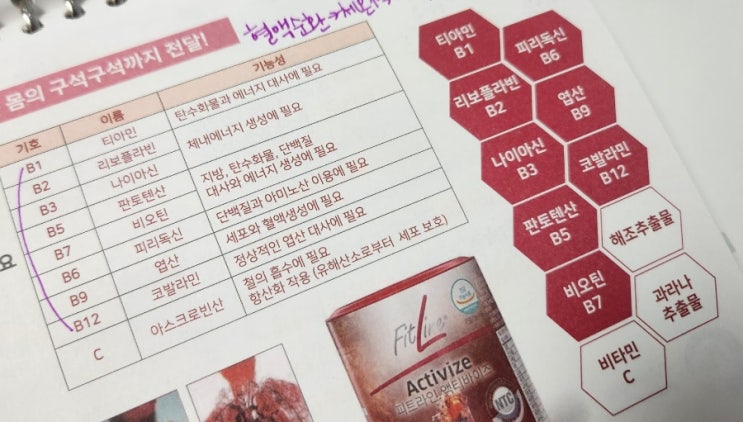 혈액순환
몸의 구석구석까지 전달!
기호 이름 기능성
B1 티아민 탄수화물과 에너지 대사에 필요
B2 리보플라빈 체내에너지 생성에 필요
B3 나이아신
B5 판토텐산 지방, 탄수화물, 단백질
대사와 에너지 생성에 필요
B7 비오틴
B6 피리독신 단백질과 아미노산 이용에 필요
B9 엽산 세포와 혈액생성에 필요
B12 코발라민 정상적인 엽산 대사에 필요
C 아스크로빈산 철의 흡수에 필요
항산화 작용 (유해산소로부터 세포 보호)
요
티아민
B1
피리독신
B6
리보플라빈
B2
엽산
B9
나이아신
B3
코발라민
B12
판토텐산
B5
해조추출물
비오틴
B7
과라나
추출물
비타민
C
FitLine
Activize
피트라인 액티바이즈
NTC